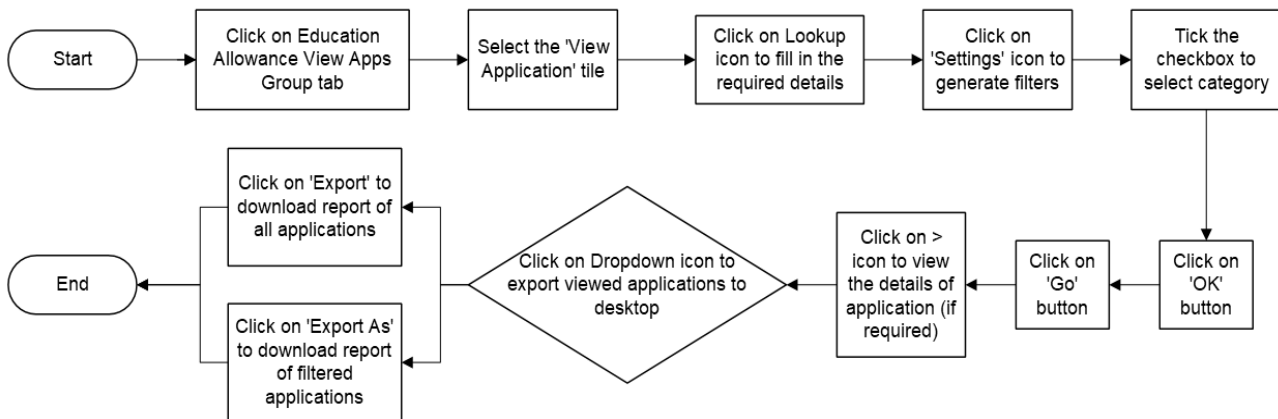 Start
Click on Education
Allowance View Apps
Group tab
Select the 'View
Application' tile
Click on Lookup
icon to fill in the
required details
Click on
'Settings' icon to
generate filters
Tick the
checkbox to
select category
Click on
'OK'
button
Click on
'Go'
button
Click on >
icon to view
the details of
application (if
required)
Click on Dropdown icon to
export viewed applications to
desktop
Click on 'Export' to
download report of
all applications
Click on 'Export As'
to download report
of filtered
applications
End